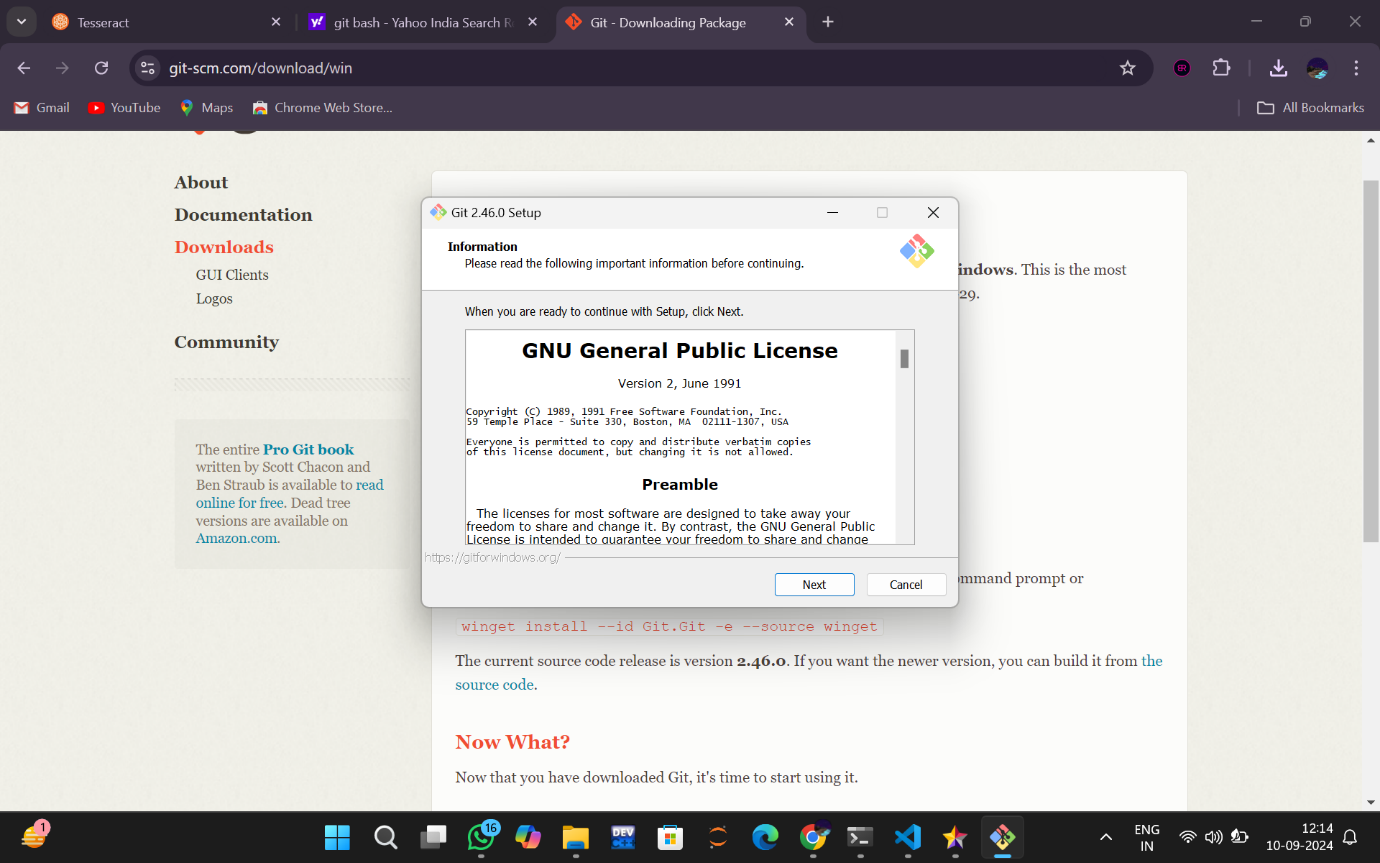 Tesseract
git bash - Yahoo India Search R
Git - Downloading Package
git-scm.com/download/win
Gmail
YouTube
Maps
Chrome Web Store...
All Bookmarks
About
Documentation
Downloads
GUI Clients
Logos
Community
The entire Pro Git book
written by Scott Chacon and
Ben Straub is available to read
online for free. Dead tree
versions are available on
Amazon.com.
Git 2.46.0 Setup
Information
Please read the following important information before continuing.
When you are ready to continue with Setup, click Next.
GNU General Public License
Version 2, June 1991
Copyright (C) 1989, 1991 Free Software Foundation, Inc.
59 Temple Place - Suite 330, Boston, MA 02111-1307, USA
Everyone is permitted to copy and distribute verbatim copies
of this license document, but changing it is not allowed.
Preamble
The licenses for most software are designed to take away your
freedom to share and change it. By contrast, the GNU General Public
License is intended to guarantee your freedom to share and change
https://gitforwindows.org/
Next
Cancel
indows. This is the most
29.
ommand prompt or
winget install --id Git.Git -e --source winget
The current source code release is version 2.46.0. If you want the newer version, you can build it from the
source code.
Now What?
Now that you have downloaded Git, it's time to start using it.
1
16
DEV
ENG
IN
12:14
10-09-2024